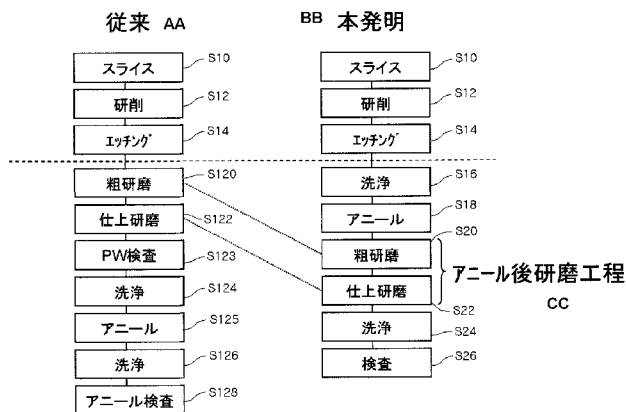 従来 AA
BB 本発明
スライス S10
研削 S12
エッチング S14
粗研磨 S120
仕上研磨 S122
PW検査 S123
洗浄 S124
アニール S125
洗浄 S126
アニール検査 S128
スライス S10
研削 S12
エッチング S14
洗浄 S16
アニール S18
粗研磨 S20
仕上研磨 S22
洗浄 S24
検査 S26
アニール後研磨工程
CC